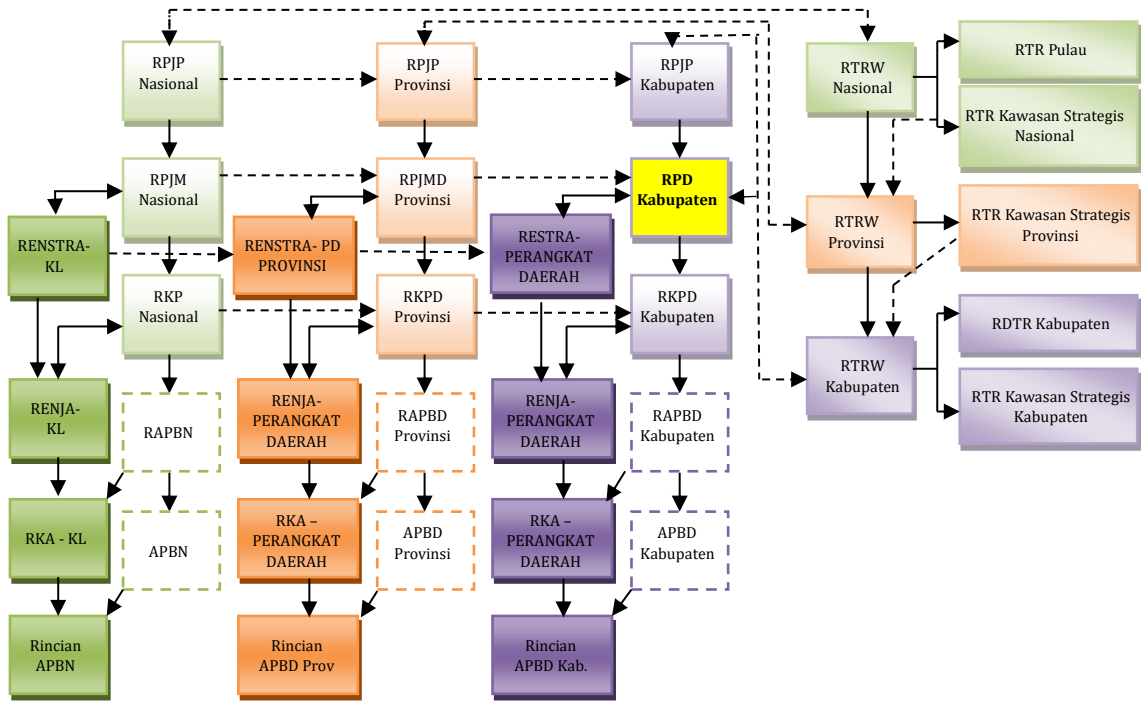 RPJP
Nasional
RPJP
Provinsi
RPJP
Kabupaten
RTRW
Nasional
RTR Pulau
RTR Kawasan Strategis
Nasional
RPJM
Nasional
RPJMD
Provinsi
RPD
Kabupaten
RENSTRA-
KL
RENSTRA- PD
PROVINSI
RESTRA-
PERANGKAT
DAERAH
RTRW
Provinsi
RTR Kawasan Strategis
Provinsi
RKP
Nasional
RKPD
Provinsi
RKPD
Kabupaten
RDTR Kabupaten
RTRW
Kabupaten
RTR Kawasan Strategis
Kabupaten
RENJA-
KL
RAPBN
RENJA-
PERANGKAT
DAERAH
RAPBD
Provinsi
RENJA-
PERANGKAT
DAERAH
RAPBD
Kabupaten
RKA - KL
APBN
RKA –
PERANGKAT
DAERAH
APBD
Provinsi
RKA –
PERANGKAT
DAERAH
APBD
Kabupaten
Rincian
APBN
Rincian
APBD Prov
Rincian
APBD Kab.